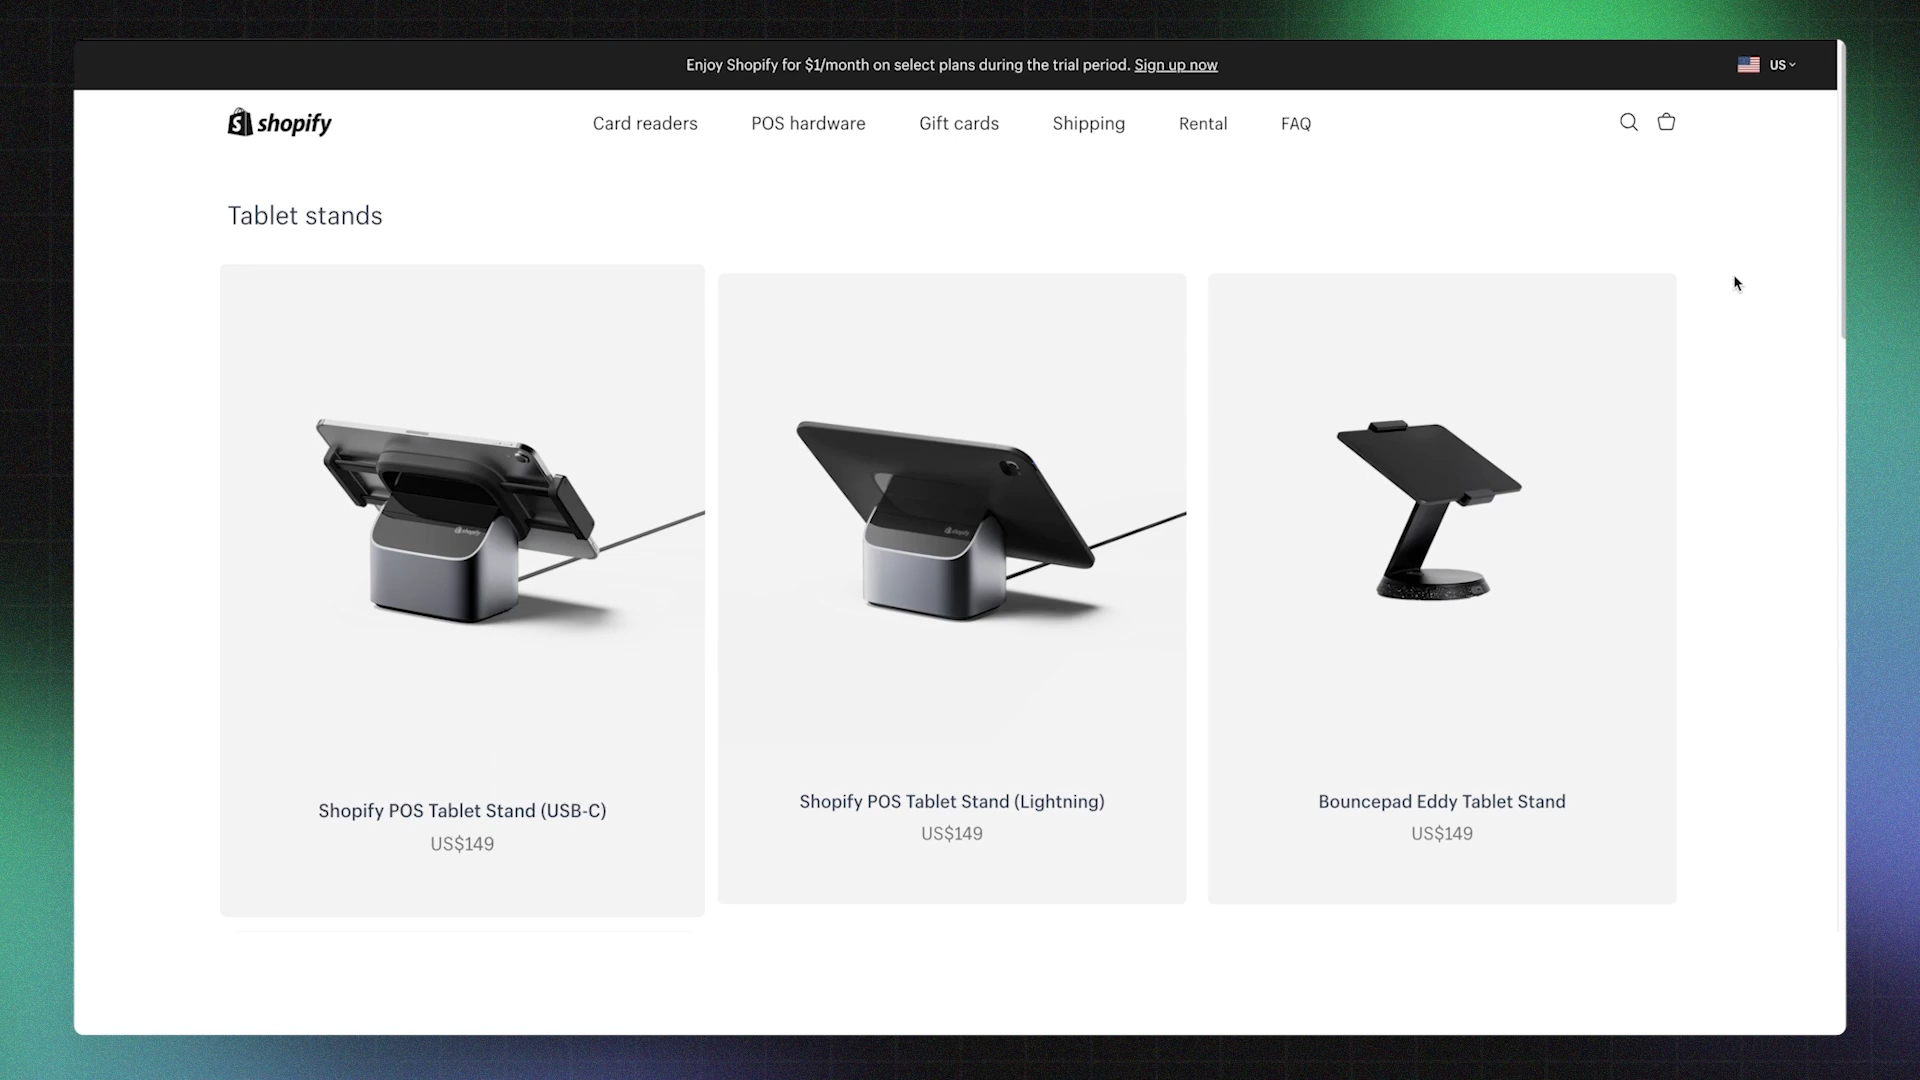 Enjoy Shopify for $1/month on select plans during the trial period. Sign up now
US
shopify
Card readers
POS hardware
Gift cards
Shipping
Rental
FAQ
Tablet stands
shopify
shopify
Shopify POS Tablet Stand (USB-C)
US$149
Shopify POS Tablet Stand (Lightning)
US$149
Bouncepad Eddy Tablet Stand
US$149